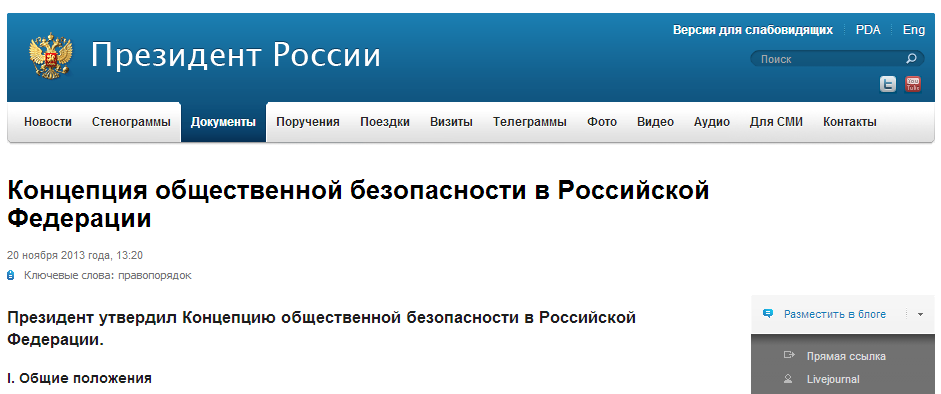 Версия для слабовидящих PDA Eng
Президент России
Поиск
You Tube
Новости Стенограммы Документы Поручения Поездки Визиты Телеграммы Фото Видео Аудио Для СМИ Контакты
Концепция общественной безопасности в Российской
Федерации
20 ноября 2013 года, 13:20
Ключевые слова: правопорядок
Президент утвердил Концепцию общественной безопасности в Российской
Федерации.
Разместить в блоге
Прямая ссылка
I. Общие положения
Livejournal